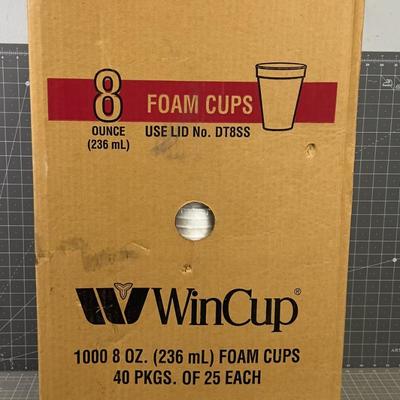 8 FOAM CUPS
OUNCE USE LID No. DT8SS
(236 mL)
WinCup®
1000 8 OZ. (236 mL) FOAM CUPS
40 PKGS. OF 25 EACH